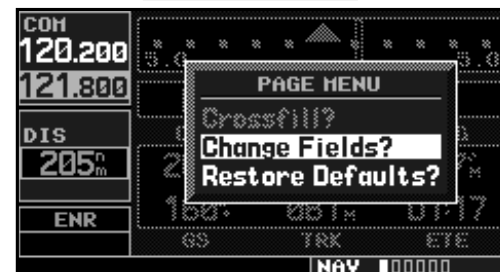 COM
120.200
121.800
DIS
205nm
ENR
PAGE MENU
Crossfill?
Change Fields?
Restore Defaults?
GS TRK ETE
NAV